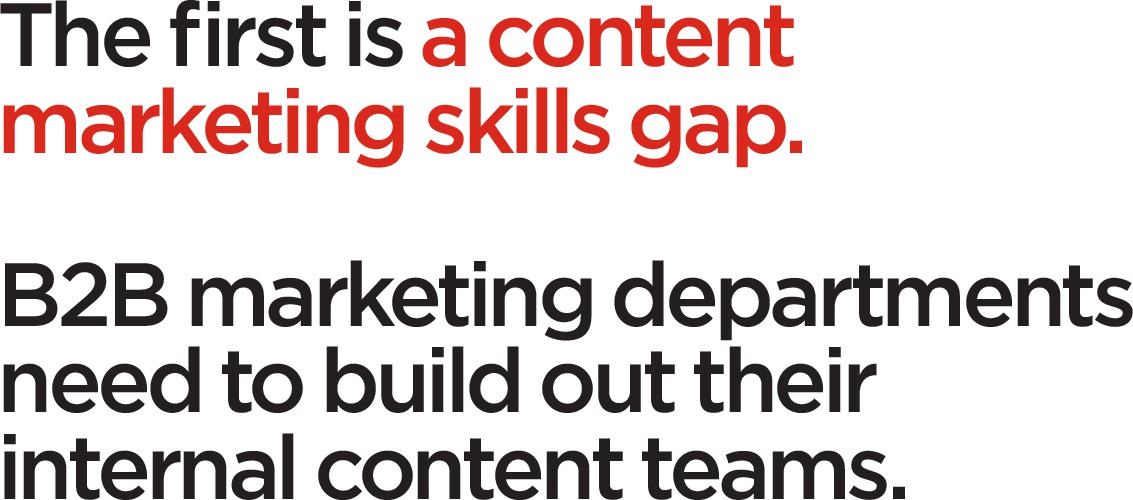 The first is a content
marketing skills gap.
B2B marketing departments
need to build out their
internal content teams.